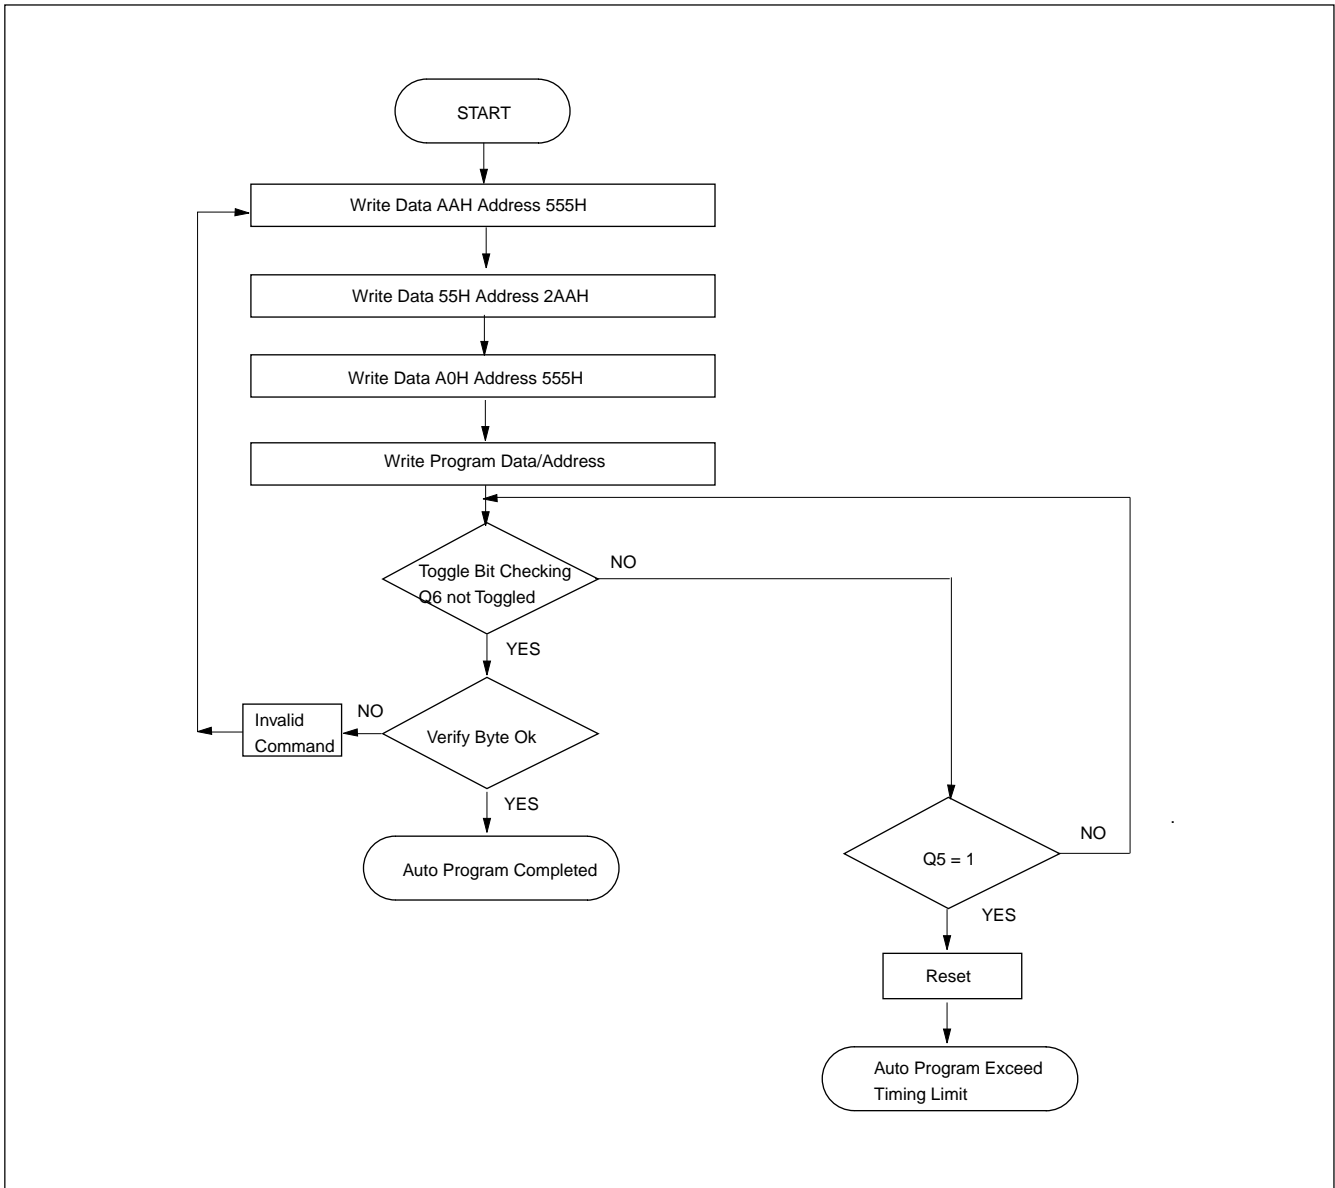 START
Write Data AAH Address 555H
Write Data 55H Address 2AAH
Write Data A0H Address 555H
Write Program Data/Address
Toggle Bit Checking
Q6 not Toggled
NO
YES
Invalid
Command
NO
Verify Byte Ok
YES
Auto Program Completed
Q5 = 1
NO
YES
Reset
Auto Program Exceed
Timing Limit
.